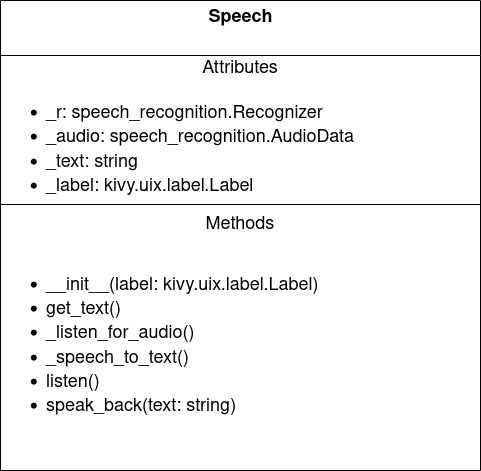 Speech
Attributes
• _r: speech_recognition.Recognizer
• _audio: speech_recognition.AudioData
• _text: string
• _label: kivy.uix.label.Label
Methods
• __init__(label: kivy.uix.label.Label)
• get_text()
• _listen_for_audio()
• _speech_to_text()
• listen()
• speak_back(text: string)